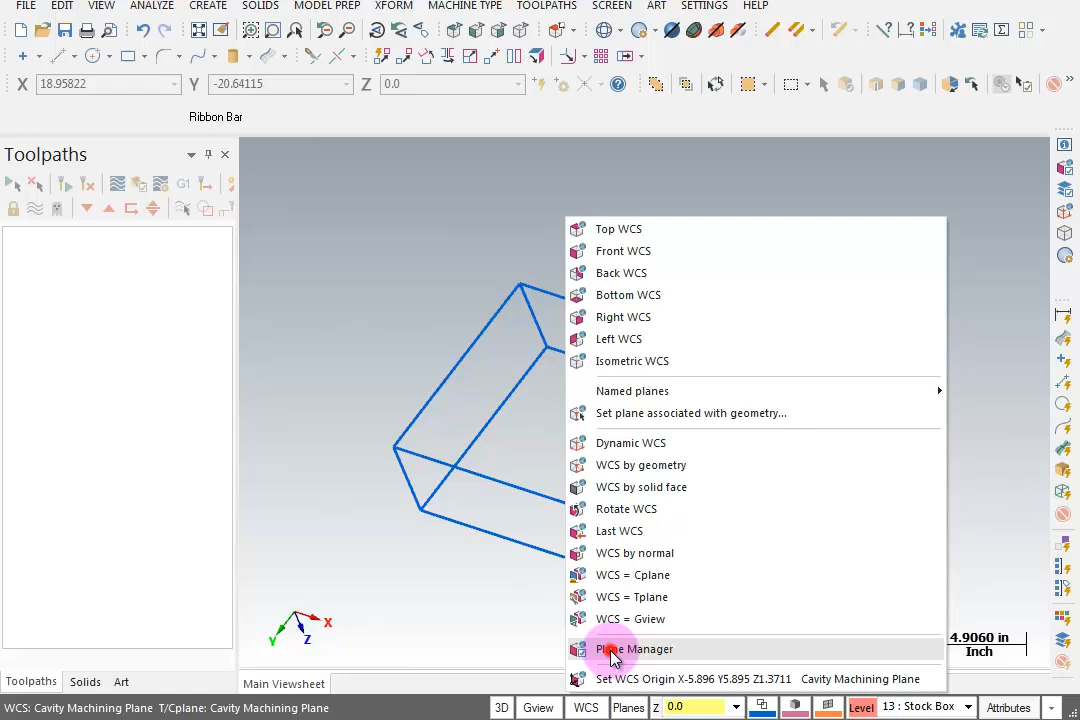 FILE EDIT VIEW ANALYZE CREATE SOLIDS MODEL PREP XFORM MACHINE TYPE TOOLPATHS SCREEN ART SETTINGS HELP
X 18.95822 Y -20.64115 Z 0.0
Ribbon Bar
Toolpaths
G1
Top WCS
Front WCS
Back WCS
Bottom WCS
Right WCS
Left WCS
Isometric WCS
Named planes
Set plane associated with geometry...
Dynamic WCS
WCS by geometry
WCS by solid face
Rotate WCS
Last WCS
WCS by normal
WCS = Cplane
WCS = Tplane
WCS = Gview
Plane Manager
Set WCS Origin X-5.896 Y5.895 Z1.3711 Cavity Machining Plane
X
Y
Z
4.9060 in
Inch
Toolpaths Solids Art
Main Viewsheet
WCS: Cavity Machining Plane T/Cplane: Cavity Machining Plane
3D Gview WCS Planes Z 0.0 Level 13 : Stock Box Attributes